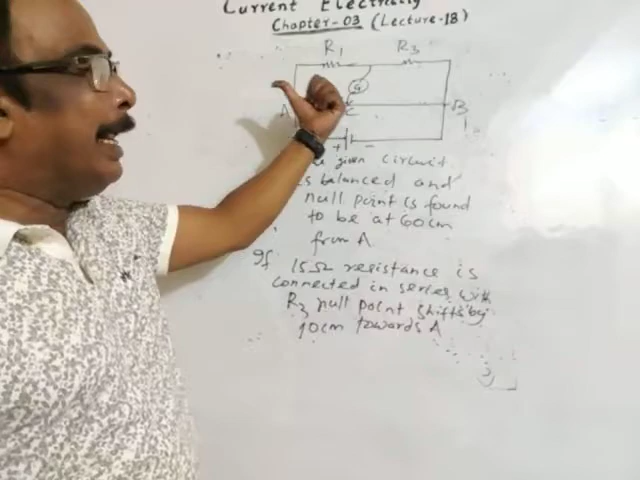 Current Electricity
Chapter-03 (Lecture-18)
R1 R3
G
A C B
+ -
given circuit
is balanced and
null point is found
to be at 60cm
from A
If 15Ω resistance is
connected in series with
R3 null point shifts by
10cm towards A